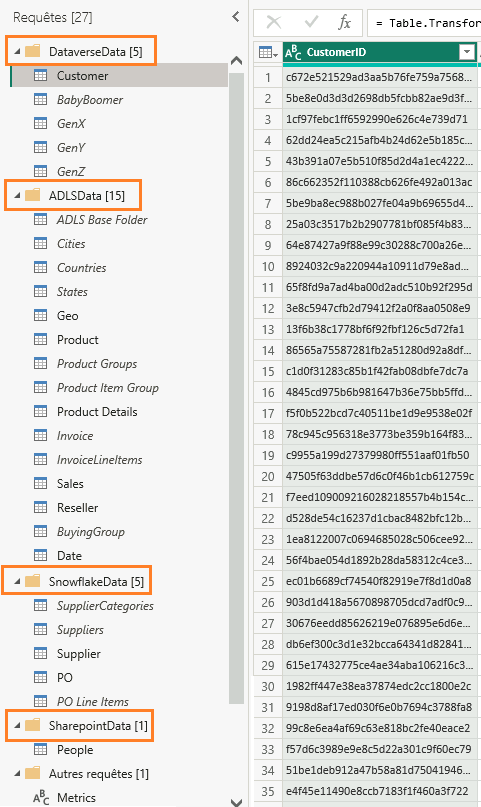 Requêtes [27]
DataverseData [5]
Customer
BabyBoomer
GenX
GenY
GenZ
ADLSData [15]
ADLS Base Folder
Cities
Countries
States
Geo
Product
Product Groups
Product Item Group
Product Details
Invoice
InvoiceLineItems
Sales
Reseller
BuyingGroup
Date
SnowflakeData [5]
SupplierCategories
Suppliers
Supplier
PO
PO Line Items
SharepointData [1]
People
Autres requêtes [1]
Metrics
fx
= Table.Transfor
ABC CustomerID
1 c672e521529ad3aa5b76fe759a7568...
2 5be8e0d3d3d2698db5fcbb82ae9d3f...
3 1cf97febc1ff6592990e626c4e739d71
4 62dd24ea5c215afb4b24d62e5b185c...
5 43b391a07e5b510f85d2d4a1ec4222...
6 86c662352f110388cb626fe492a013ac
7 5be9ba8ec988b027fe04a9b69655d4...
8 25a03c3517b2b2907781bf085f4b83...
9 64e87427a9f88e99c30288c700a26e...
10 8924032c9a220944a10911d79e8ad...
11 65f8fd9a7ad4ba00d2adc510b92f295d
12 3e8c5947cfb2d79412f2a0f8aa0508e9
13 13f6b38c1778bf6f92fbf126c5d72fa1
14 86565a75587281fb2a51280d92a8df...
15 c1d0f31283c85b1f42fab08dbfe7dc7a
16 4845cd975b6b981647b36e75bb5ffd...
17 f5f0b522bcd7c40511be1d9e9538e02f
18 78c945c956318e3773be359b164f83...
19 c9955a199d27379980ff551aaf01fb50
20 47505f63ddbe57d6c0f46b1cb612759c
21 f7eed109009216028218557b4b154c...
22 d528de54c16237d1cbac8482bfc12b...
23 1ea8122007c0694685028c506cee92...
24 56f4bae054d1892b28da58312c4ce3...
25 ec01b6689cf74540f82919e7f8d1d0a8
26 903d1d418a5670898705dcd7adf0c9...
27 30676eedd85626219e076895e6d6e...
28 db6ef300c3d1e32bcca64341d82841...
29 615e17432775ce4ae34aba106216c3...
30 1982ff447e38ea37874edc2cc1800e2c
31 9198d8af17ed030f6e0b7694c3788fa8
32 99c8e6ea4af69c63e818bc2fe40eace2
33 f57d6c3989e9e8c5d22a301c9f60ec79
34 51be1deb912a47b58a81d75041946...
35 e4f45e11490e8ccb7183f1f460a3f722